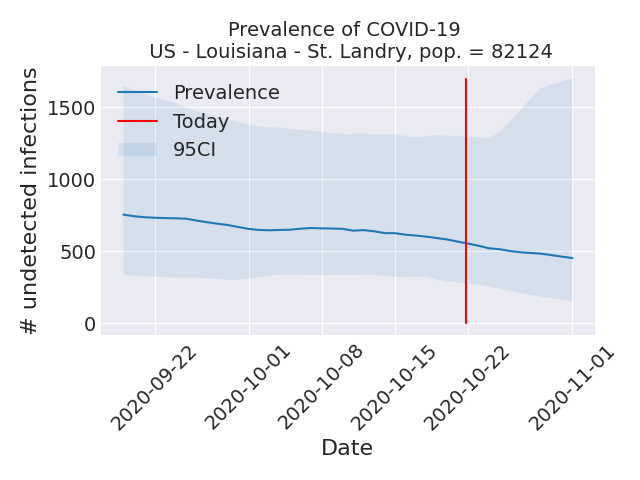 Prevalence of COVID-19
US - Louisiana - St. Landry, pop. = 82124
# undetected infections
1500
1000
500
0
Prevalence
Today
95CI
2020-09-22
2020-10-01
2020-10-08
2020-10-15
2020-10-22
2020-11-01
Date